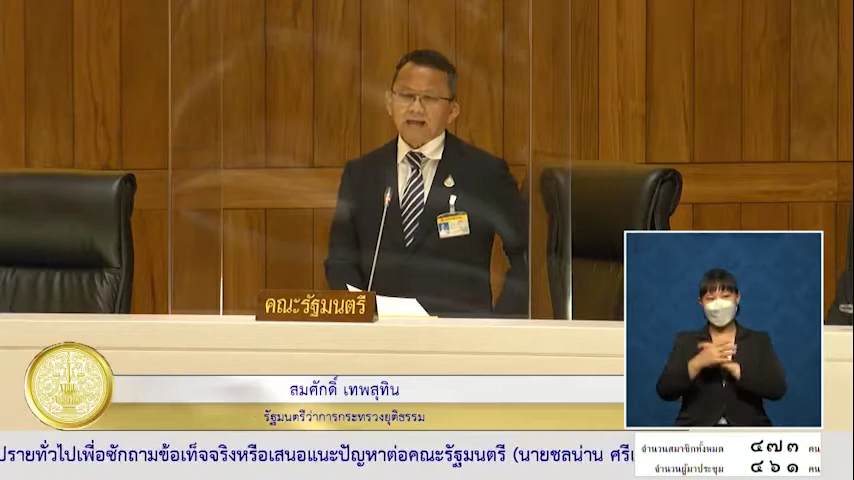 คณะรัฐมนตรี
สมศักดิ์ เทพสุทิน
รัฐมนตรีว่าการกระทรวงยุติธรรม
ปรายทั่วไปเพื่อซักถามข้อเท็จจริงหรือเสนอแนะปัญหาต่อคณะรัฐมนตรี (นายชลน่าน ศรี
จำนวนสมาชิกทั้งหมด ๔๗๓ คน
จำนวนผู้มาประชุม ๔๖๑ คน